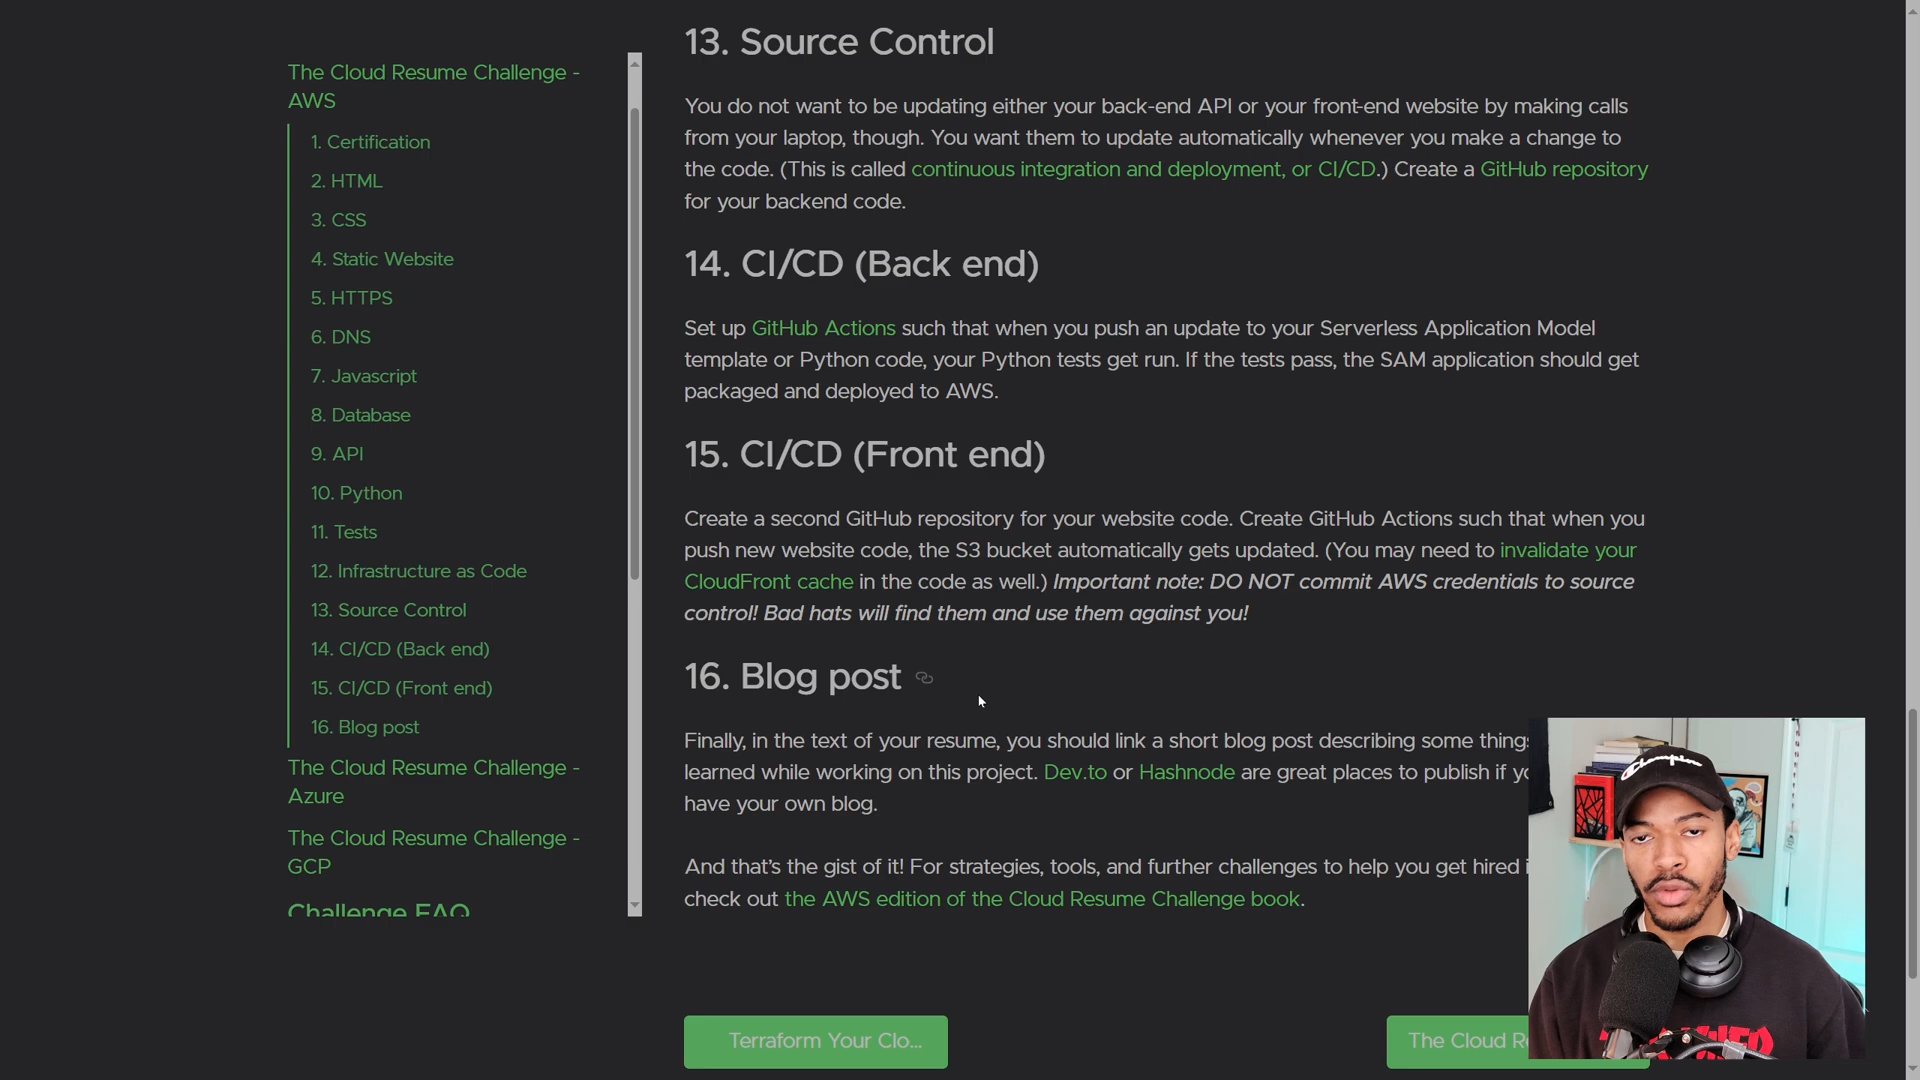 The Cloud Resume Challenge -
AWS
1. Certification
2. HTML
3. CSS
4. Static Website
5. HTTPS
6. DNS
7. Javascript
8. Database
9. API
10. Python
11. Tests
12. Infrastructure as Code
13. Source Control
14. CI/CD (Back end)
15. CI/CD (Front end)
16. Blog post
The Cloud Resume Challenge -
Azure
The Cloud Resume Challenge -
GCP
Challenge FAQ
13. Source Control
You do not want to be updating either your back-end API or your front-end website by making calls
from your laptop, though. You want them to update automatically whenever you make a change to
the code. (This is called continuous integration and deployment, or CI/CD.) Create a GitHub repository
for your backend code.
14. CI/CD (Back end)
Set up GitHub Actions such that when you push an update to your Serverless Application Model
template or Python code, your Python tests get run. If the tests pass, the SAM application should get
packaged and deployed to AWS.
15. CI/CD (Front end)
Create a second GitHub repository for your website code. Create GitHub Actions such that when you
push new website code, the S3 bucket automatically gets updated. (You may need to invalidate your
CloudFront cache in the code as well.) Important note: DO NOT commit AWS credentials to source
control! Bad hats will find them and use them against you!
16. Blog post
Finally, in the text of your resume, you should link a short blog post describing some things
learned while working on this project. Dev.to or Hashnode are great places to publish if
have your own blog.
And that's the gist of it! For strategies, tools, and further challenges to help you get hired
check out the AWS edition of the Cloud Resume Challenge book.
Terraform Your Clo...
The Cloud
Champion